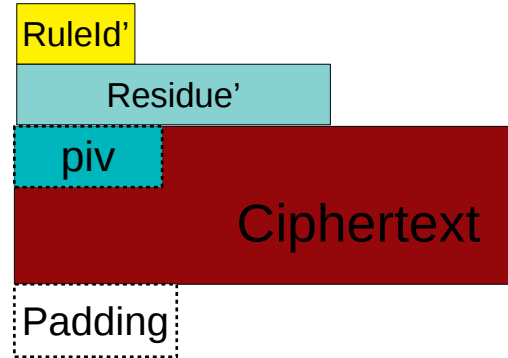 RuleId’
Residue’
piv
Ciphertext
Padding